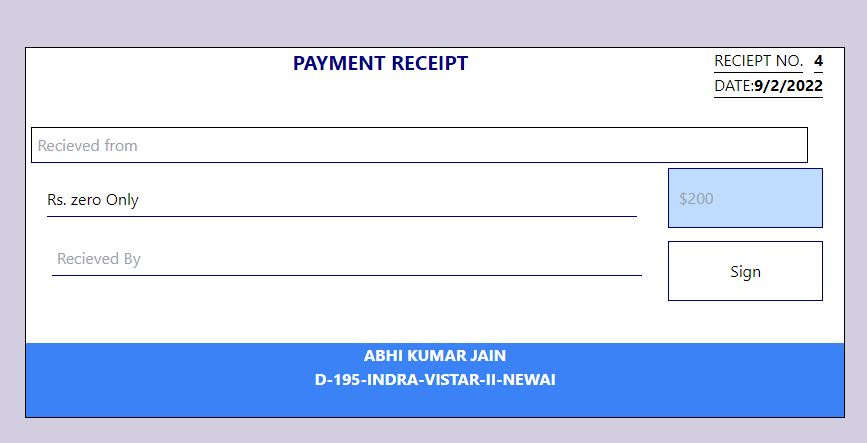 PAYMENT RECEIPT
RECIEPT NO. 4
DATE:9/2/2022
Recieved from
Rs. zero Only
$200
Recieved By
Sign
ABHI KUMAR JAIN
D-195-INDRA-VISTAR-II-NEWAI